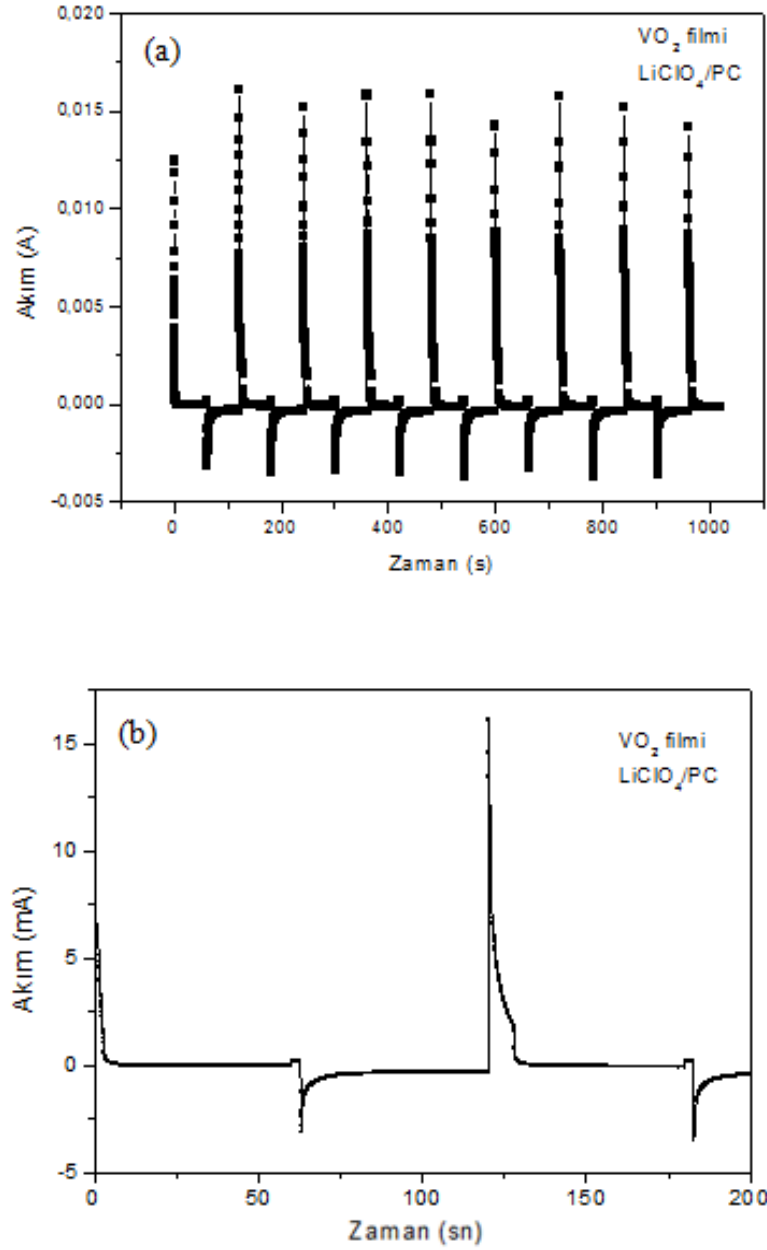 (a)
VO₂ filmi
LiClO₄/PC
0,020
0,015
0,010
0,005
0,000
-0,005
Akım (A)
0
200
400
600
800
1000
Zaman (s)
(b)
VO₂ filmi
LiClO₄/PC
15
10
5
0
-5
Akım (mA)
0
50
100
150
200
Zaman (sn)